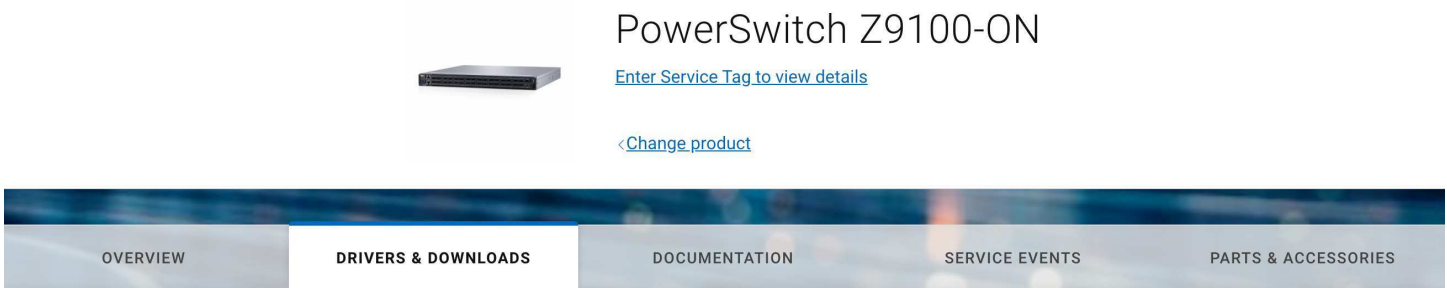 PowerSwitch Z9100-ON
Enter Service Tag to view details
<Change product
OVERVIEW
DRIVERS & DOWNLOADS
DOCUMENTATION
SERVICE EVENTS
PARTS & ACCESSORIES